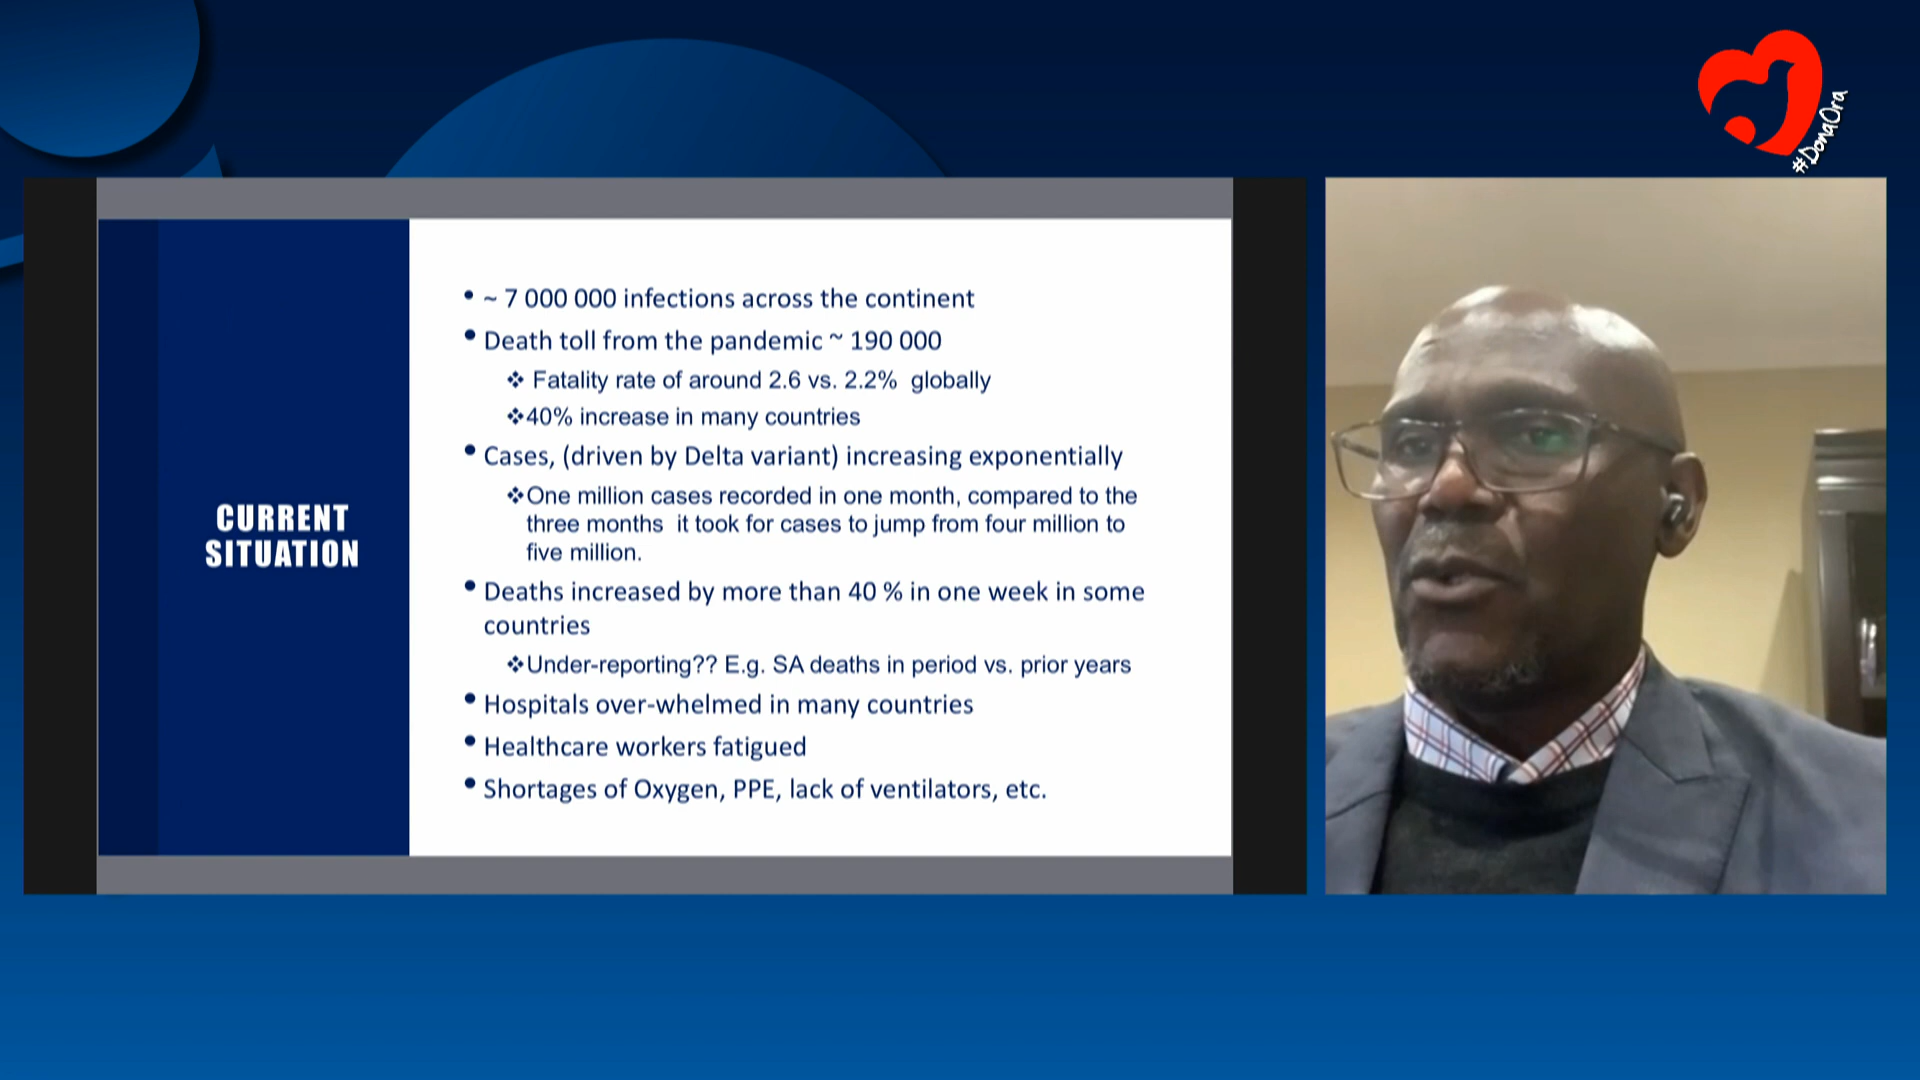 #DonaOra
CURRENT
SITUATION
• ~ 7 000 000 infections across the continent
• Death toll from the pandemic ~ 190 000
❖ Fatality rate of around 2.6 vs. 2.2%  globally
❖40% increase in many countries
• Cases, (driven by Delta variant) increasing exponentially
❖One million cases recorded in one month, compared to the
three months  it took for cases to jump from four million to
five million.
• Deaths increased by more than 40 % in one week in some
countries
❖Under-reporting?? E.g. SA deaths in period vs. prior years
• Hospitals over-whelmed in many countries
• Healthcare workers fatigued
• Shortages of Oxygen, PPE, lack of ventilators, etc.